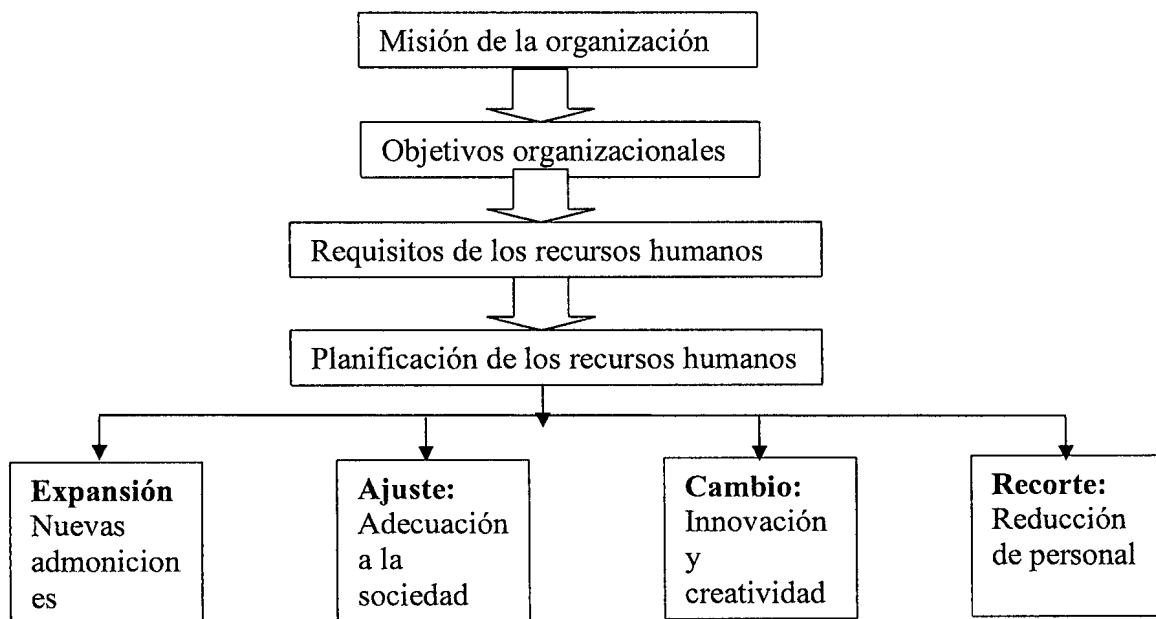 Misión de la organización
Objetivos organizacionales
Requisitos de los recursos humanos
Planificación de los recursos humanos
Expansión
Nuevas
admonicion
es
Ajuste:
Adecuación
a la
sociedad
Cambio:
Innovación
y
creatividad
Recorte:
Reducción
de personal